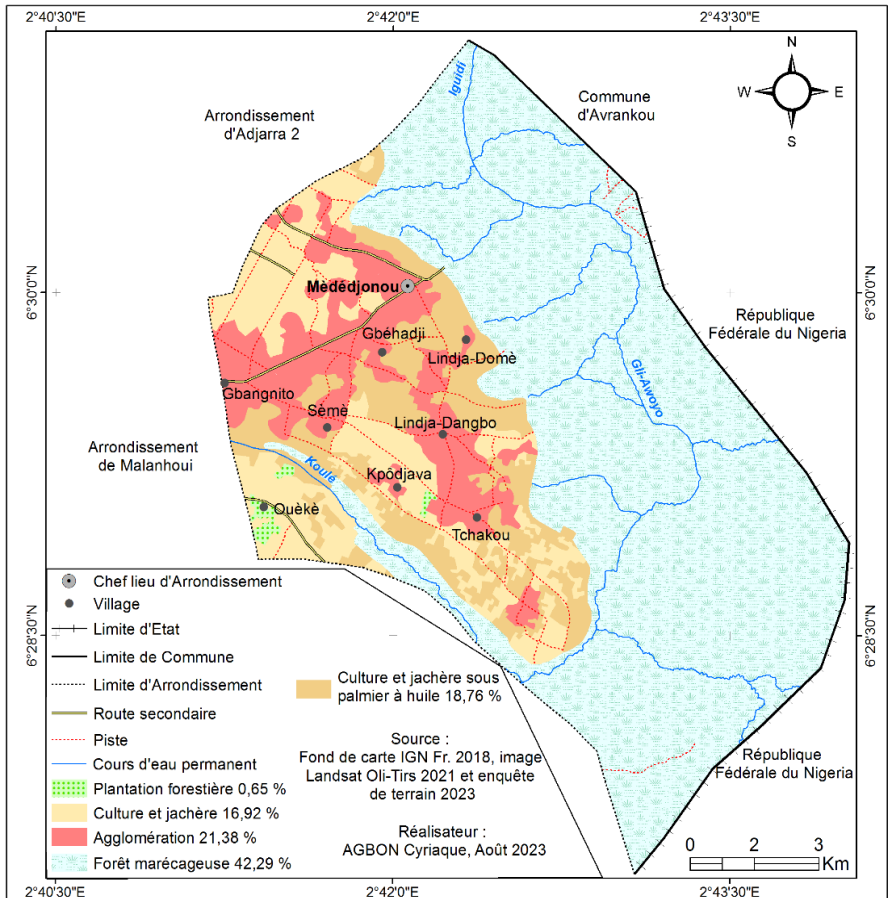 2°40'30"E
2°42'0"E
2°43'30"E
6°30'0"N
6°28'30"N
6°30'0"N
6°28'30"N
N
W
E
S
Iguidi
Commune
d'Avrankou
Arrondissement
d'Adjarra 2
Mèdédjonou
République
Fédérale du Nigeria
Gbéhadji
Lindja-Domè
Gli-Awoyo
Gbangnito
Sèmè
Lindja-Dangbo
Arrondissement
de Malanhoui
Koulé
Kpôdjava
Ouèkè
Tchakou
Chef lieu d'Arrondissement
Village
Limite d'Etat
Limite de Commune
Limite d'Arrondissement
Route secondaire
Piste
Cours d'eau permanent
Plantation forestière 0,65 %
Culture et jachère 16,92 %
Agglomération 21,38 %
Forêt marécageuse 42,29 %
Culture et jachère sous
palmier à huile 18,76 %
Source :
Fond de carte IGN Fr. 2018, image
Landsat Oli-Tirs 2021 et enquête
de terrain 2023
Réalisateur :
AGBON Cyriaque, Août 2023
République
Fédérale du Nigeria
0 2 3
Km
2°40'30"E
2°42'0"E
2°43'30"E